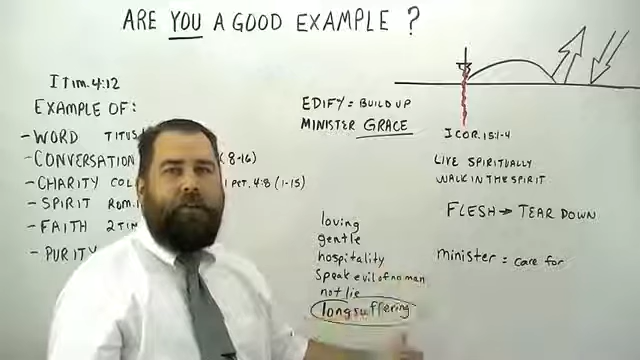 ARE YOU A GOOD EXAMPLE ?
I Tim. 4:12
EXAMPLE OF:
- WORD TITUS
- CONVERSATION (8-16)
- CHARITY COL 1 PET. 4:8 (1-15)
- SPIRIT ROM.
- FAITH 2 TIM
- PURITY
EDIFY = BUILD UP
MINISTER GRACE
loving
gentle
hospitality
Speak evil of no man
not lie
longsuffering
I COR. 15:1-4
LIVE SPIRITUALLY
WALK IN THE SPIRIT
FLESH → TEAR DOWN
minister = care for